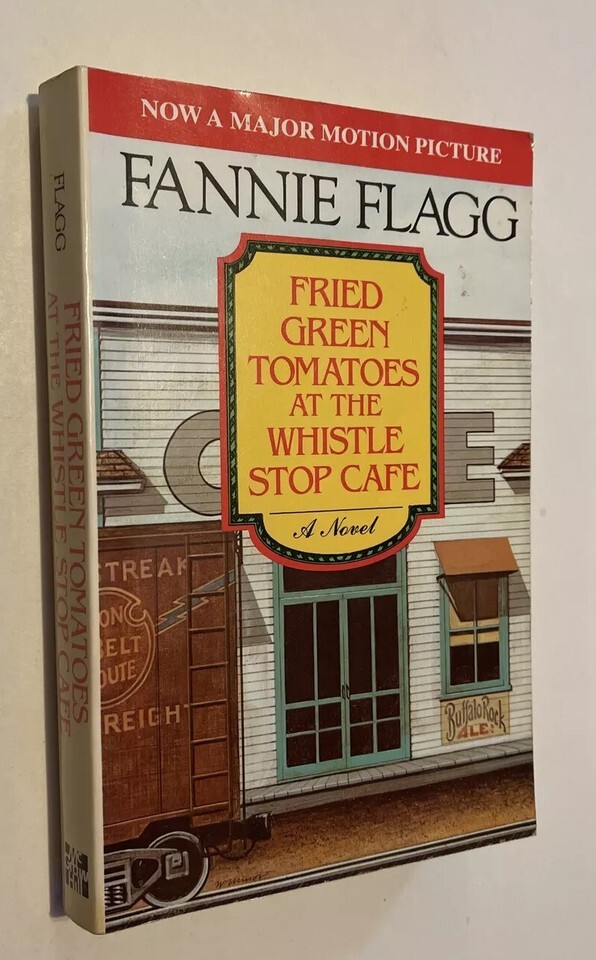 NOW A MAJOR MOTION PICTURE
FANNIE FLAGG
FRIED
GREEN
TOMATOES
AT THE
WHISTLE
STOP CAFE
A Novel
C E
STREAK
ON
BELT
OUTE
REIGHT
Buffalo Rock
ALE
FLAGG
FRIED GREEN TOMATOES
AT THE WHISTLE STOP CAFE